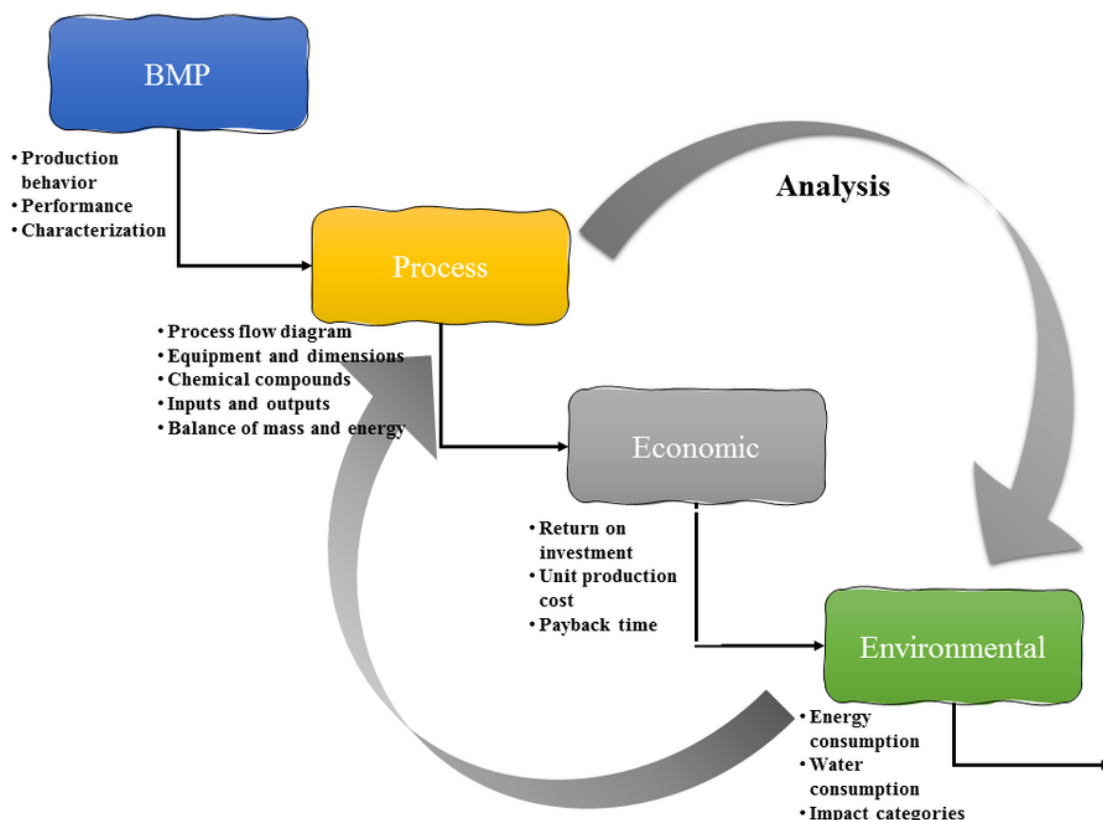 BMP
• Production
behavior
• Performance
• Characterization
Analysis
Process
• Process flow diagram
• Equipment and dimensions
• Chemical compounds
• Inputs and outputs
• Balance of mass and energy
Economic
• Return on
investment
• Unit production
cost
• Payback time
Environmental
• Energy
consumption
• Water
consumption
• Impact categories